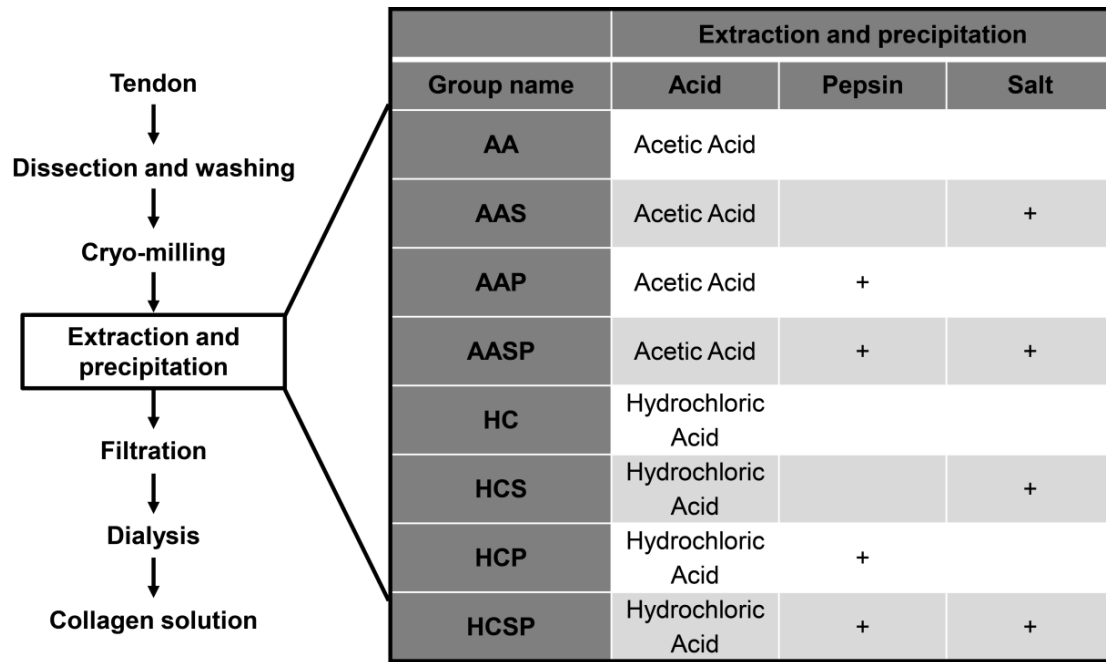 Tendon
Dissection and washing
Cryo-milling
Extraction and
precipitation
Filtration
Dialysis
Collagen solution
Extraction and precipitation
Group name Acid Pepsin Salt
AA Acetic Acid
AAS Acetic Acid +
AAP Acetic Acid +
AASP Acetic Acid + +
HC Hydrochloric
Acid
HCS Hydrochloric
Acid +
HCP Hydrochloric
Acid +
HCSP Hydrochloric
Acid + +